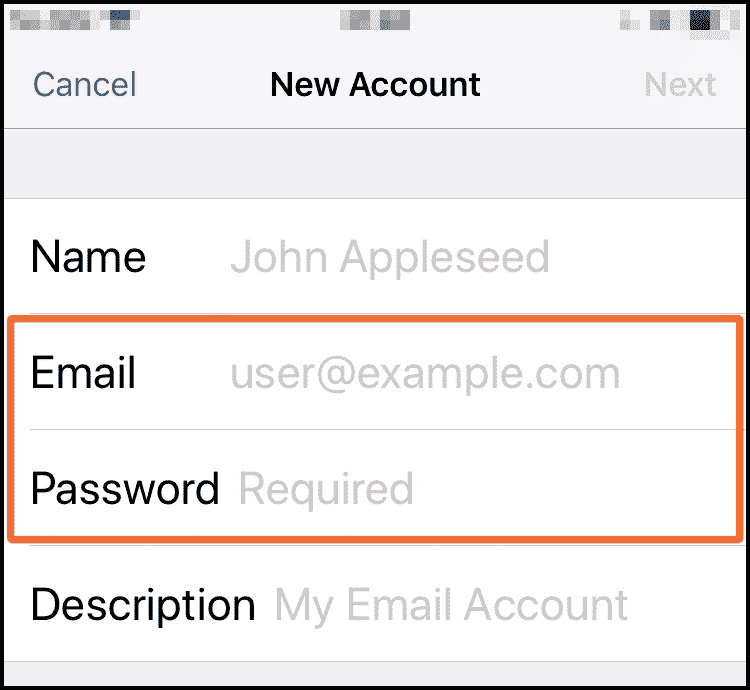 Cancel New Account Next
Name John Appleseed
Email user@example.com
Password Required
Description My Email Account